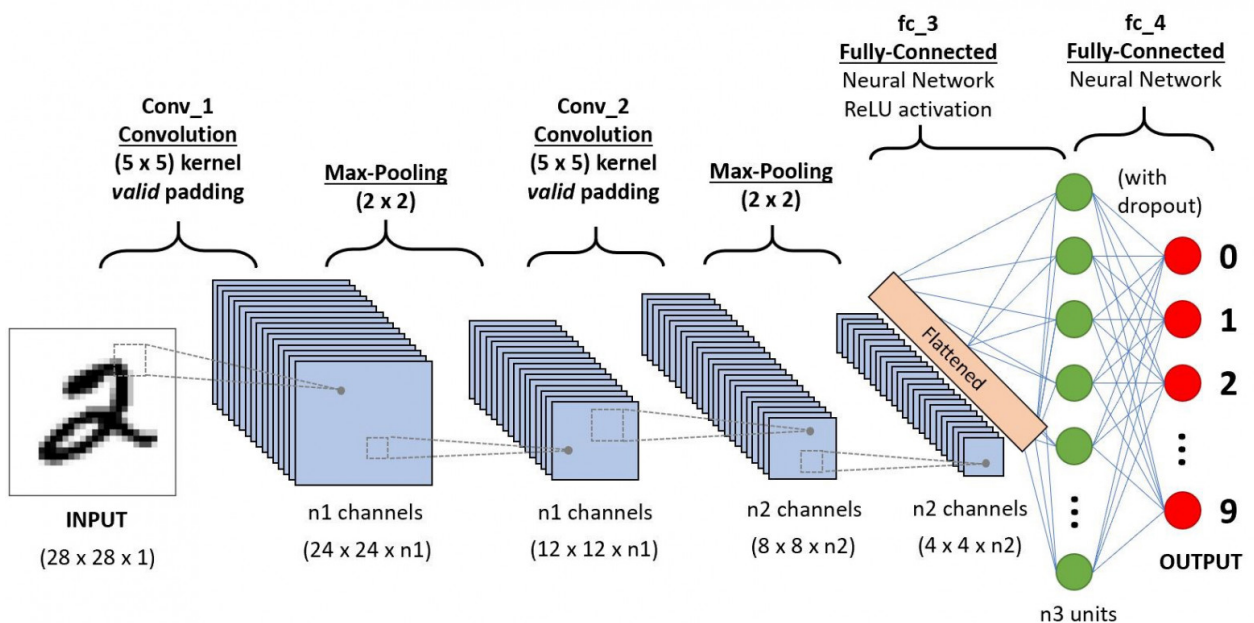 fc_3
Fully-Connected
Neural Network
ReLU activation
fc_4
Fully-Connected
Neural Network
Conv_1
Convolution
(5 x 5) kernel
valid padding
Max-Pooling
(2 x 2)
Conv_2
Convolution
(5 x 5) kernel
valid padding
Max-Pooling
(2 x 2)
(with
dropout)
Flattened
0
1
2
9
INPUT
(28 x 28 x 1)
n1 channels
(24 x 24 x n1)
n1 channels
(12 x 12 x n1)
n2 channels
(8 x 8 x n2)
n2 channels
(4 x 4 x n2)
OUTPUT
n3 units
2